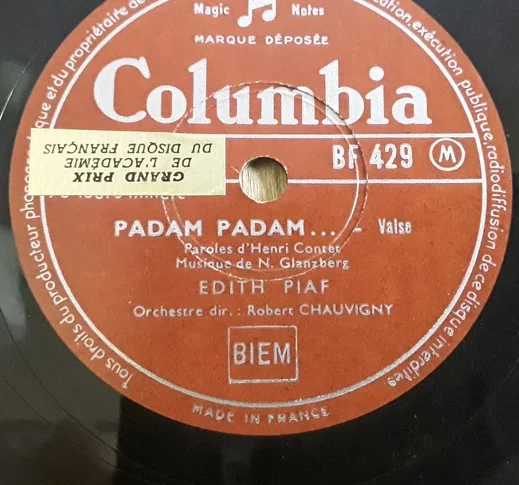 Magic Notes
MARQUE DÉPOSÉE
Columbia
GRAND PRIX
DE L'ACADÉMIE
DU DISQUE FRANÇAIS
BF 429 M
PADAM PADAM... - Valse
Paroles d'Henri Contet
Musique de N. Glanzberg
EDITH PIAF
Orchestre dir. : Robert CHAUVIGNY
BIEM
MADE IN FRANCE
Tous droits du producteur phonographique et du propriétaire de
exécution publique, radiodiffusion de ce disque interdites.